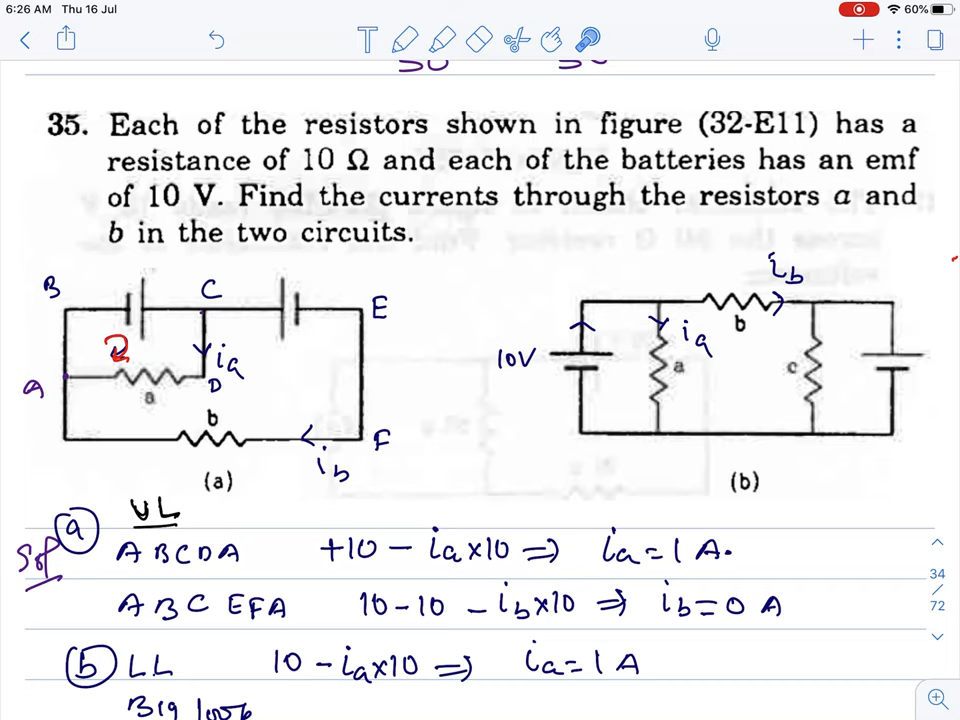 6:26 AM Thu 16 Jul
60%
35. Each of the resistors shown in figure (32-E11) has a
resistance of 10 Ω and each of the batteries has an emf
of 10 V. Find the currents through the resistors a and
b in the two circuits.
B
C
E
A
ia
D
a
b
F
ib
(a)
ib
b
10V
ia
a
c
(b)
Sol
(a) VL
ABCDA +10 - ia×10 ⇒ ia = 1 A.
ABCEFA 10-10 - ib×10 ⇒ ib = 0 A
(b) LL 10 - ia×10 ⇒ ia = 1 A
Big loop
34
/
72